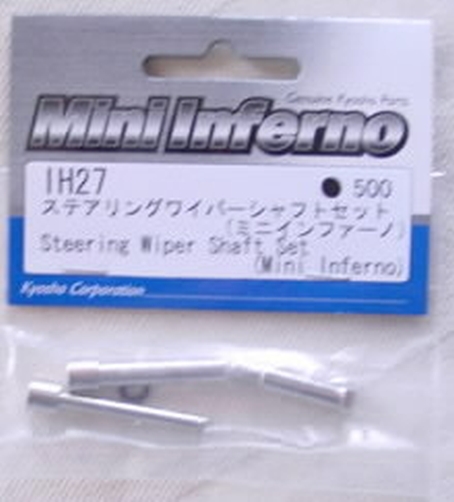 Genuine Kyosho Parts
Mini Inferno
IH27 ● 500
ステアリングワイパーシャフトセット
(ミニインファーノ)
Steering Wiper Shaft Set
(Mini Inferno)
Kyosho Corporation